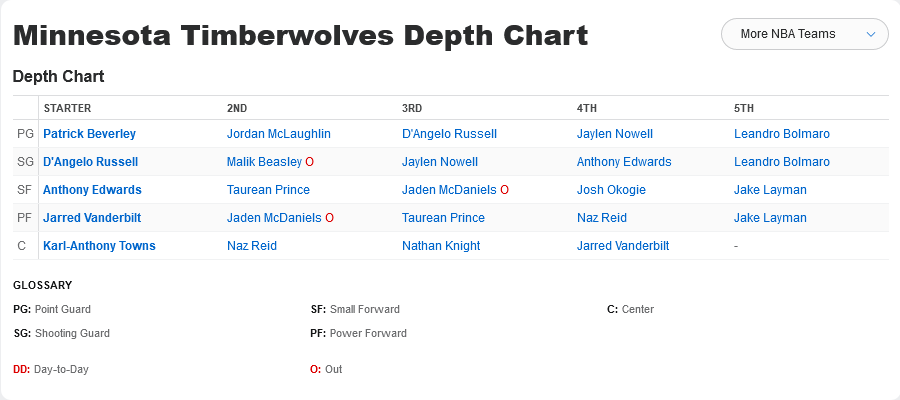 Minnesota Timberwolves Depth Chart
More NBA Teams
Depth Chart
STARTER 2ND 3RD 4TH 5TH
PG Patrick Beverley Jordan McLaughlin D'Angelo Russell Jaylen Nowell Leandro Bolmaro
SG D'Angelo Russell Malik Beasley O Jaylen Nowell Anthony Edwards Leandro Bolmaro
SF Anthony Edwards Taurean Prince Jaden McDaniels O Josh Okogie Jake Layman
PF Jarred Vanderbilt Jaden McDaniels O Taurean Prince Naz Reid Jake Layman
C Karl-Anthony Towns Naz Reid Nathan Knight Jarred Vanderbilt -
GLOSSARY
PG: Point Guard SF: Small Forward C: Center
SG: Shooting Guard PF: Power Forward
DD: Day-to-Day O: Out